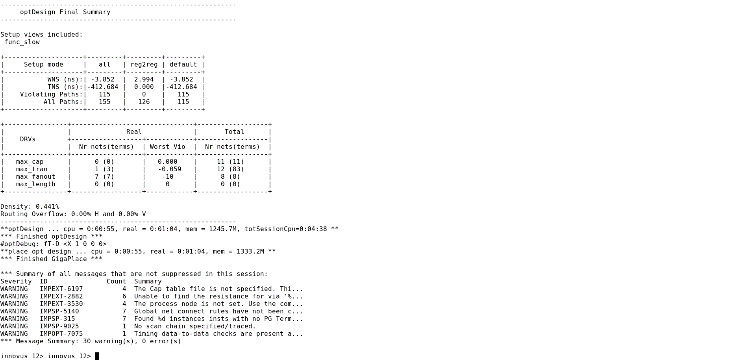 ------------------------------------------------------------
     optDesign Final Summary
------------------------------------------------------------
Setup views included:
 func_slow
+--------------------+---------+---------+---------+
|     Setup mode     |   all   | reg2reg | default |
+--------------------+---------+---------+---------+
|           WNS (ns):| -3.852  |  2.994  | -3.852  |
|           TNS (ns):|-412.684 |  0.000  |-412.684 |
|    Violating Paths:|   115   |    0    |   115   |
|          All Paths:|   155   |   126   |   115   |
+--------------------+---------+---------+---------+
+----------------+-------------------------------+------------------+
|                |              Real             |       Total      |
|    DRVs        +------------------+------------+------------------|
|                |  Nr nets(terms)  | Worst Vio  |  Nr nets(terms)  |
+----------------+------------------+------------+------------------+
|   max_cap      |      0 (0)       |   0.000    |     11 (11)      |
|   max_tran     |      1 (3)       |   -0.059   |     12 (83)      |
|   max_fanout   |      7 (7)       |    -10     |      8 (8)       |
|   max_length   |      0 (0)       |     0      |      0 (0)       |
+----------------+------------------+------------+------------------+
Density: 0.441%
Routing Overflow: 0.00% H and 0.00% V
------------------------------------------------------------
**optDesign ... cpu = 0:00:55, real = 0:01:04, mem = 1245.7M, totSessionCpu=0:04:38 **
*** Finished optDesign ***
#optDebug: fT-D <X 1 0 0 0>
**place_opt_design ... cpu = 0:00:55, real = 0:01:04, mem = 1333.2M **
*** Finished GigaPlace ***
*** Summary of all messages that are not suppressed in this session:
Severity  ID               Count  Summary
WARNING   IMPEXT-6197          4  The Cap table file is not specified. Thi...
WARNING   IMPEXT-2882          6  Unable to find the resistance for via '%...
WARNING   IMPEXT-3530          4  The process node is not set. Use the com...
WARNING   IMPSP-5140           7  Global net connect rules have not been c...
WARNING   IMPSP-315            7  Found %d instances insts with no PG Term...
WARNING   IMPSP-9025           1  No scan chain specified/traced.
WARNING   IMPOPT-7075          1  Timing data-to-data checks are present a...
*** Message Summary: 30 warning(s), 0 error(s)
innovus 12> innovus 12>